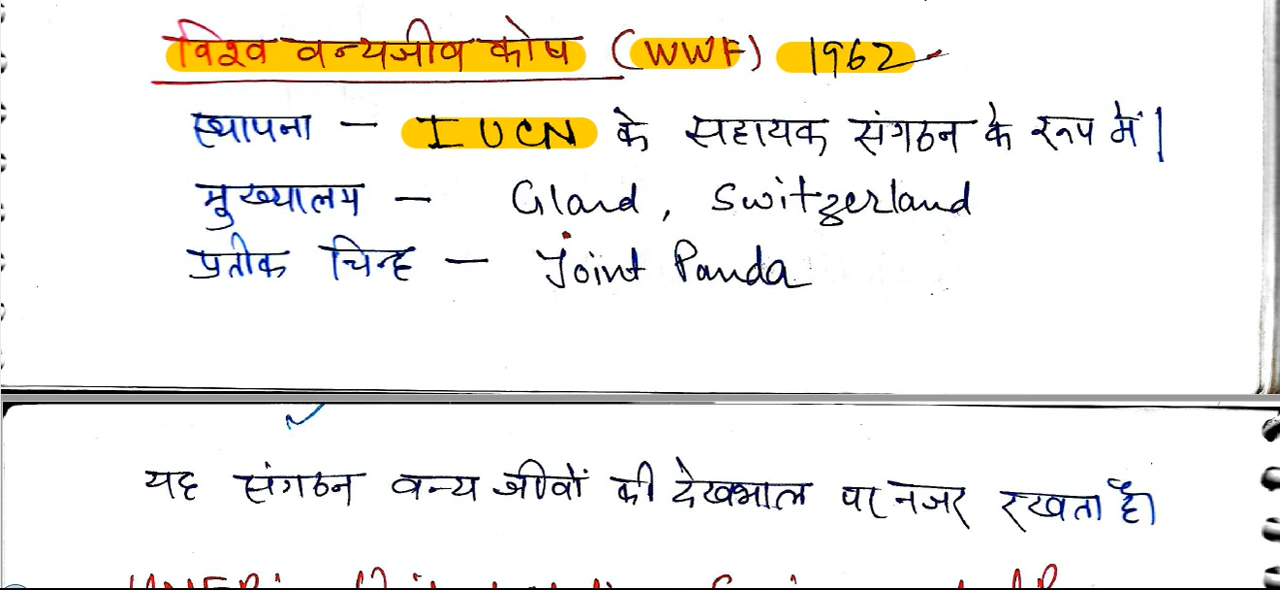 विश्व वन्यजीव कोष (WWF) 1962
स्थापना - IUCN के सहायक संगठन के रूप में|
मुख्यालय - Gland, Switzerland
प्रतीक चिन्ह - Joint Panda
यह संगठन वन्य जीवों की देखभाल पर नजर रखता है।